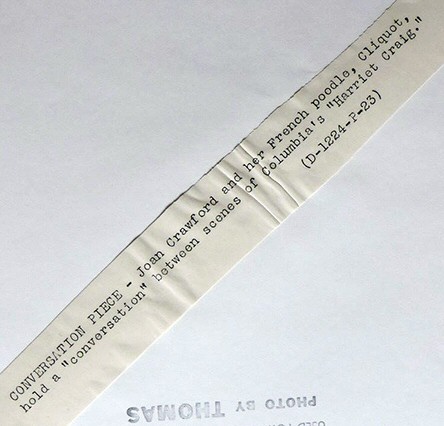 CONVERSATION PIECE - Joan Crawford and her French poodle, Cliquot,
hold a "conversation" between scenes of Columbia's "Harriet Craig."
(D-1224-P-23)
PHOTO BY THOMAS